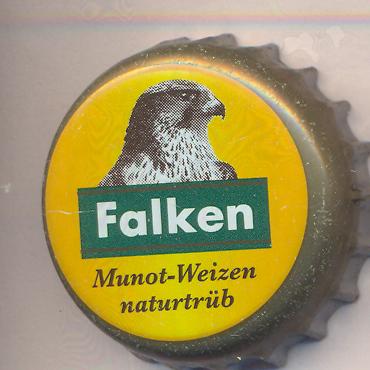 Falken
Munot-Weizen
naturtrüb